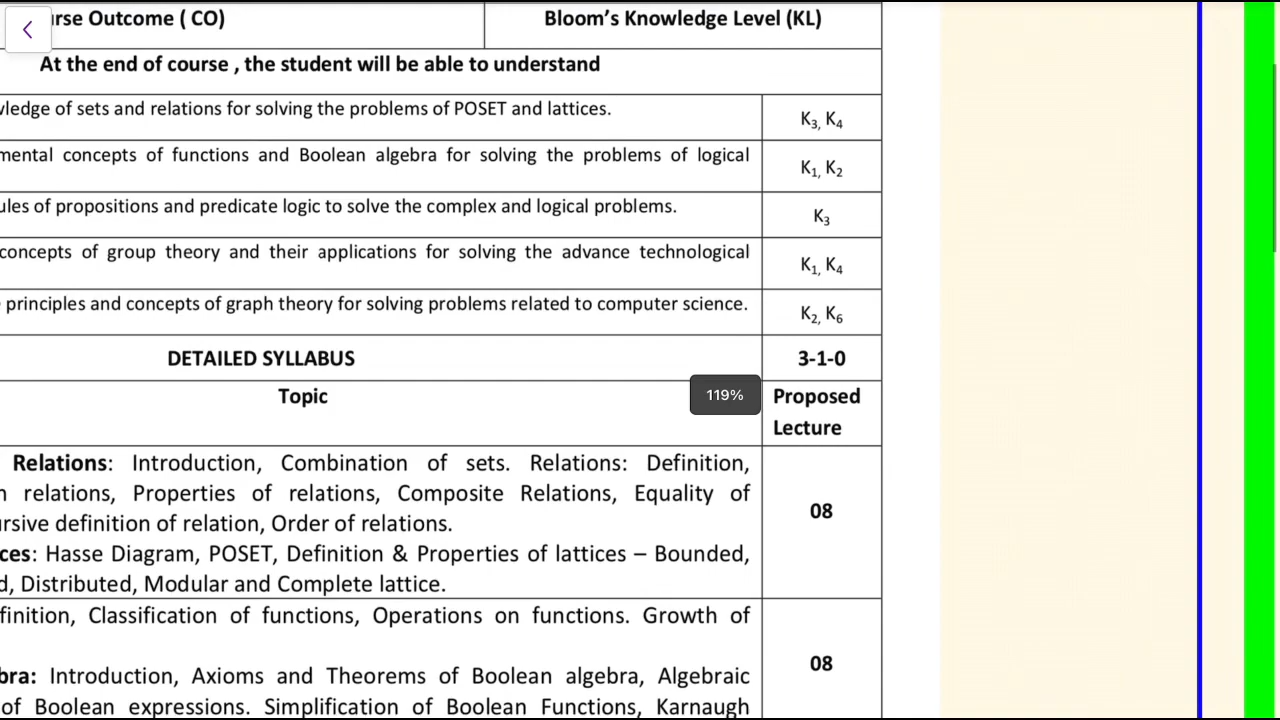 rse Outcome ( CO)
Bloom's Knowledge Level (KL)
At the end of course , the student will be able to understand
wledge of sets and relations for solving the problems of POSET and lattices.
K3, K4
mental concepts of functions and Boolean algebra for solving the problems of logical
K1, K2
ules of propositions and predicate logic to solve the complex and logical problems.
K3
concepts of group theory and their applications for solving the advance technological
K1, K4
principles and concepts of graph theory for solving problems related to computer science.
K2, K6
DETAILED SYLLABUS
3-1-0
Topic
119%
Proposed
Lecture
Relations: Introduction, Combination of sets. Relations: Definition,
relations, Properties of relations, Composite Relations, Equality of
rsive definition of relation, Order of relations.
08
ces: Hasse Diagram, POSET, Definition & Properties of lattices – Bounded,
d, Distributed, Modular and Complete lattice.
finition, Classification of functions, Operations on functions. Growth of
08
bra: Introduction, Axioms and Theorems of Boolean algebra, Algebraic
of Boolean expressions. Simplification of Boolean Functions, Karnaugh